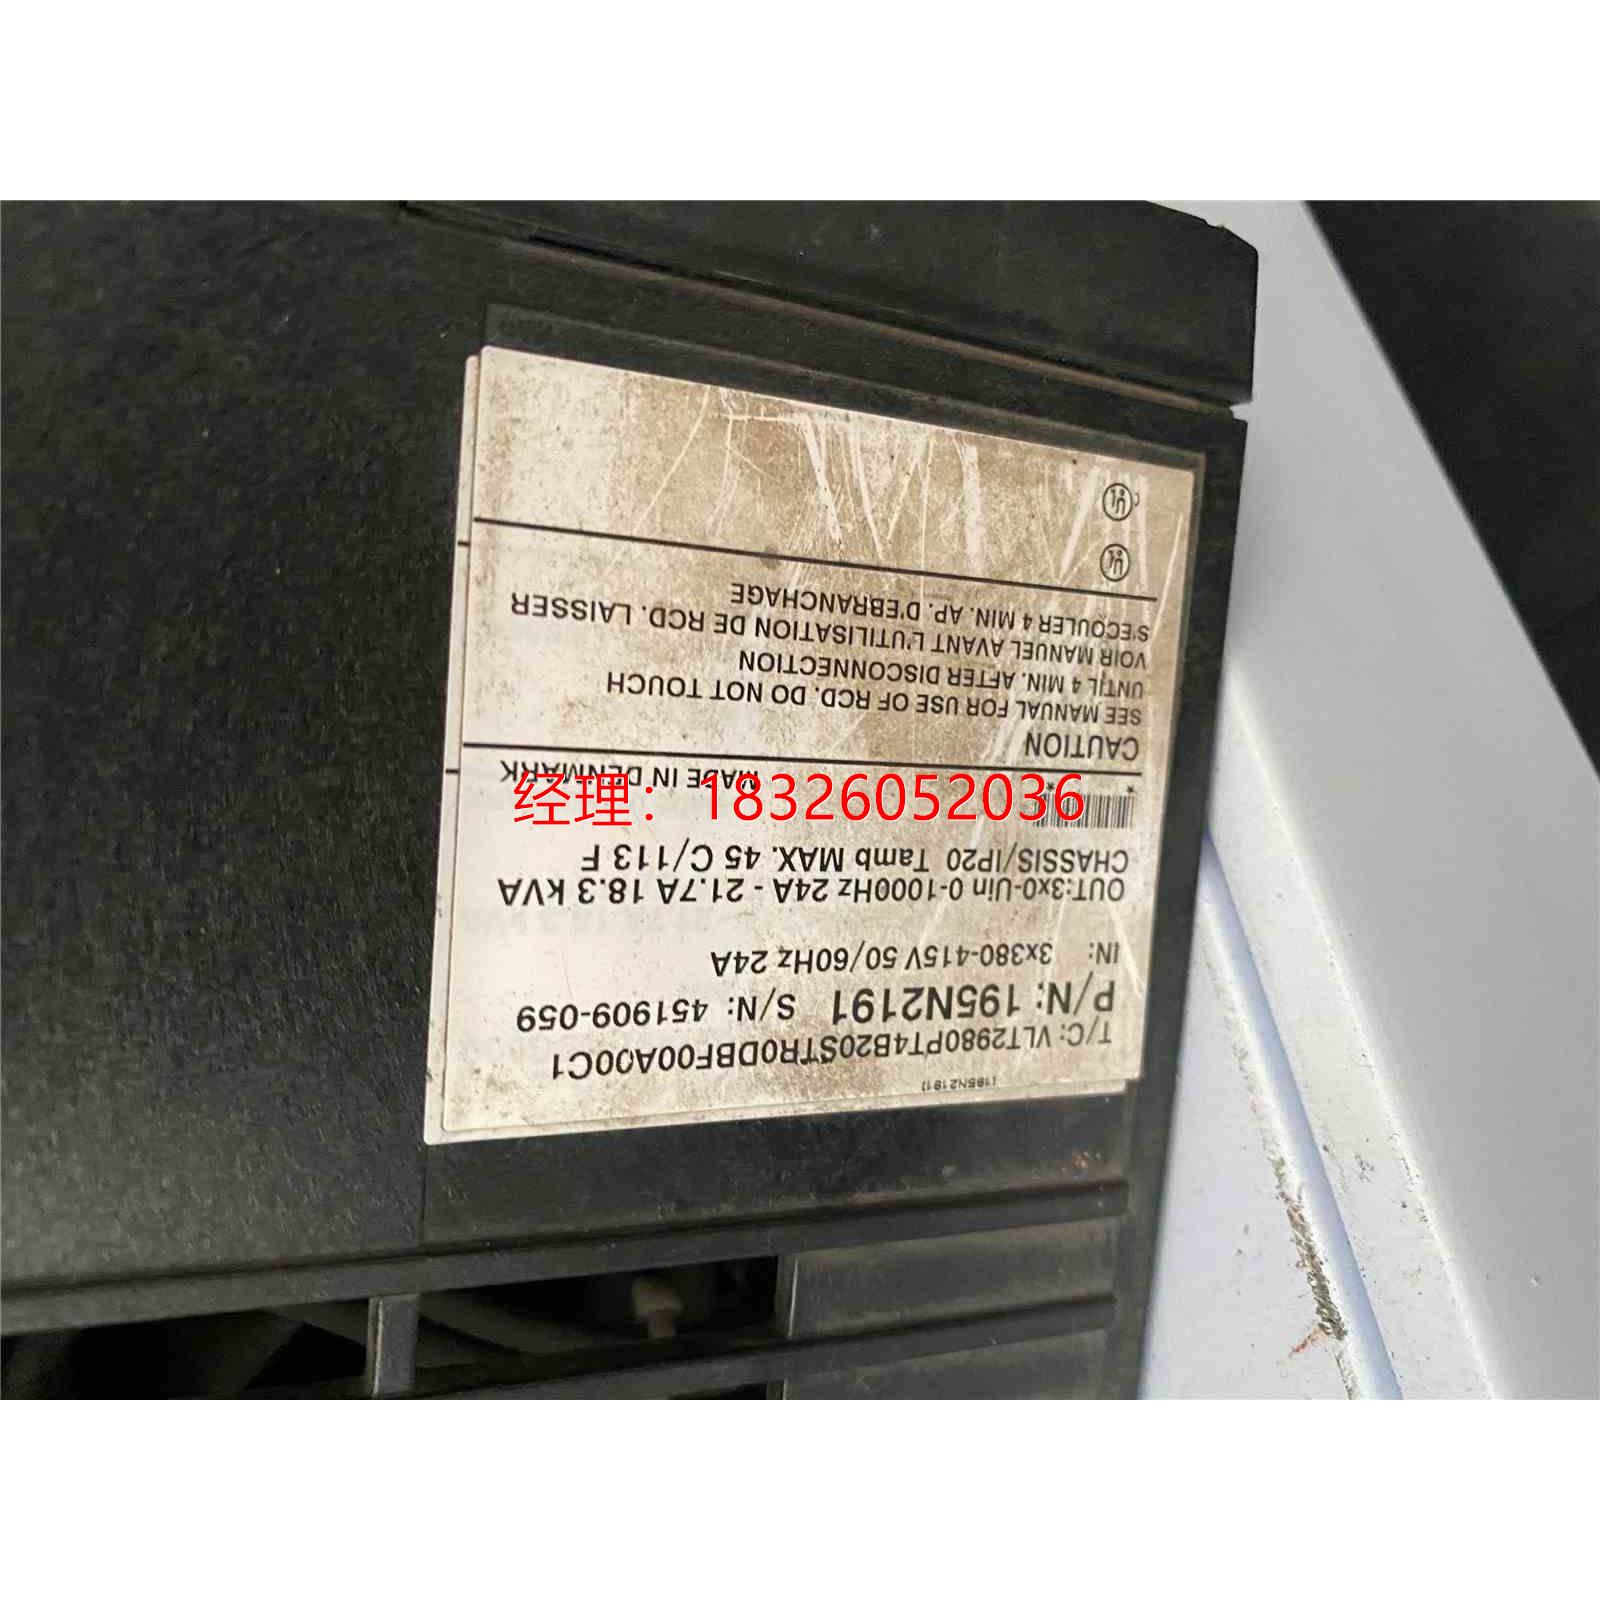 (195N2191)
T/C: VLT2980PT4B20STR0DBF00A00C1
P/N: 195N2191 S/N: 451909-059
IN: 3x380-415V 50/60Hz 24A
OUT:3x0-Uin 0-1000Hz 24A - 21.7A 18.3 kVA
CHASSIS/IP20 Tamb MAX. 45 C/113 F
* * MADE IN DENMARK
经理：18326052036
CAUTION
SEE MANUAL FOR USE OF RCD. DO NOT TOUCH
UNTIL 4 MIN. AFTER DISCONNECTION
VOIR MANUEL AVANT L'UTILISATION DE RCD. LAISSER
S'ECOULER 4 MIN. AP. D'EBRANCHAGE